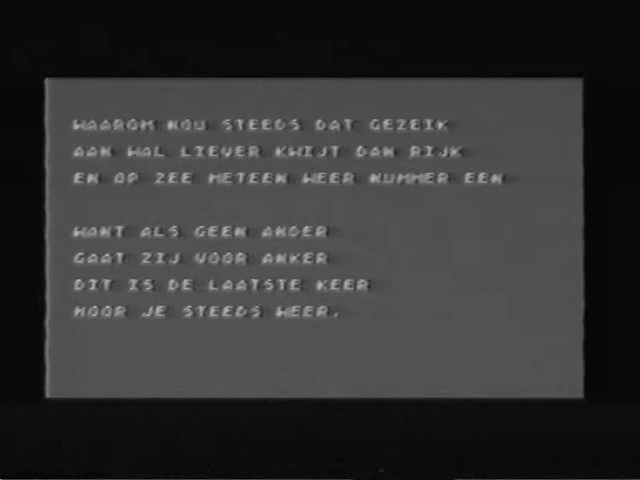 WAAROM NOU STEEDS DAT GEZEIK
AAN WAL LIEVER KWIJT DAN RIJK
EN OP ZEE METEEN WEER NUMMER EEN
WANT ALS GEEN ANDER
GAAT ZIJ VOOR ANKER
DIT IS DE LAATSTE KEER
HOOR JE STEEDS WEER.